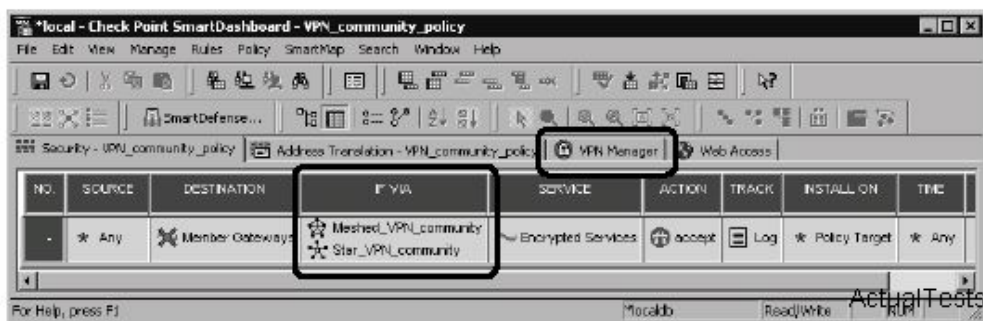 *local - Check Point SmartDashboard - VPN_community_policy
File Edit View Manage Rules Policy SmartMap Search Window Help
SmartDefense...
Security - VPN_community_policy Address Translation - VPN_community_policy VPN Manager Web Access
NO. SOURCE DESTINATION IF VIA SERVICE ACTION TRACK INSTALL ON TIME
- * Any Member Gateways Meshed_VPN_community Encrypted Services accept Log * Policy Target * Any
Star_VPN_community
For Help, press F1 *localdb Read/Write NUM
ActualTests